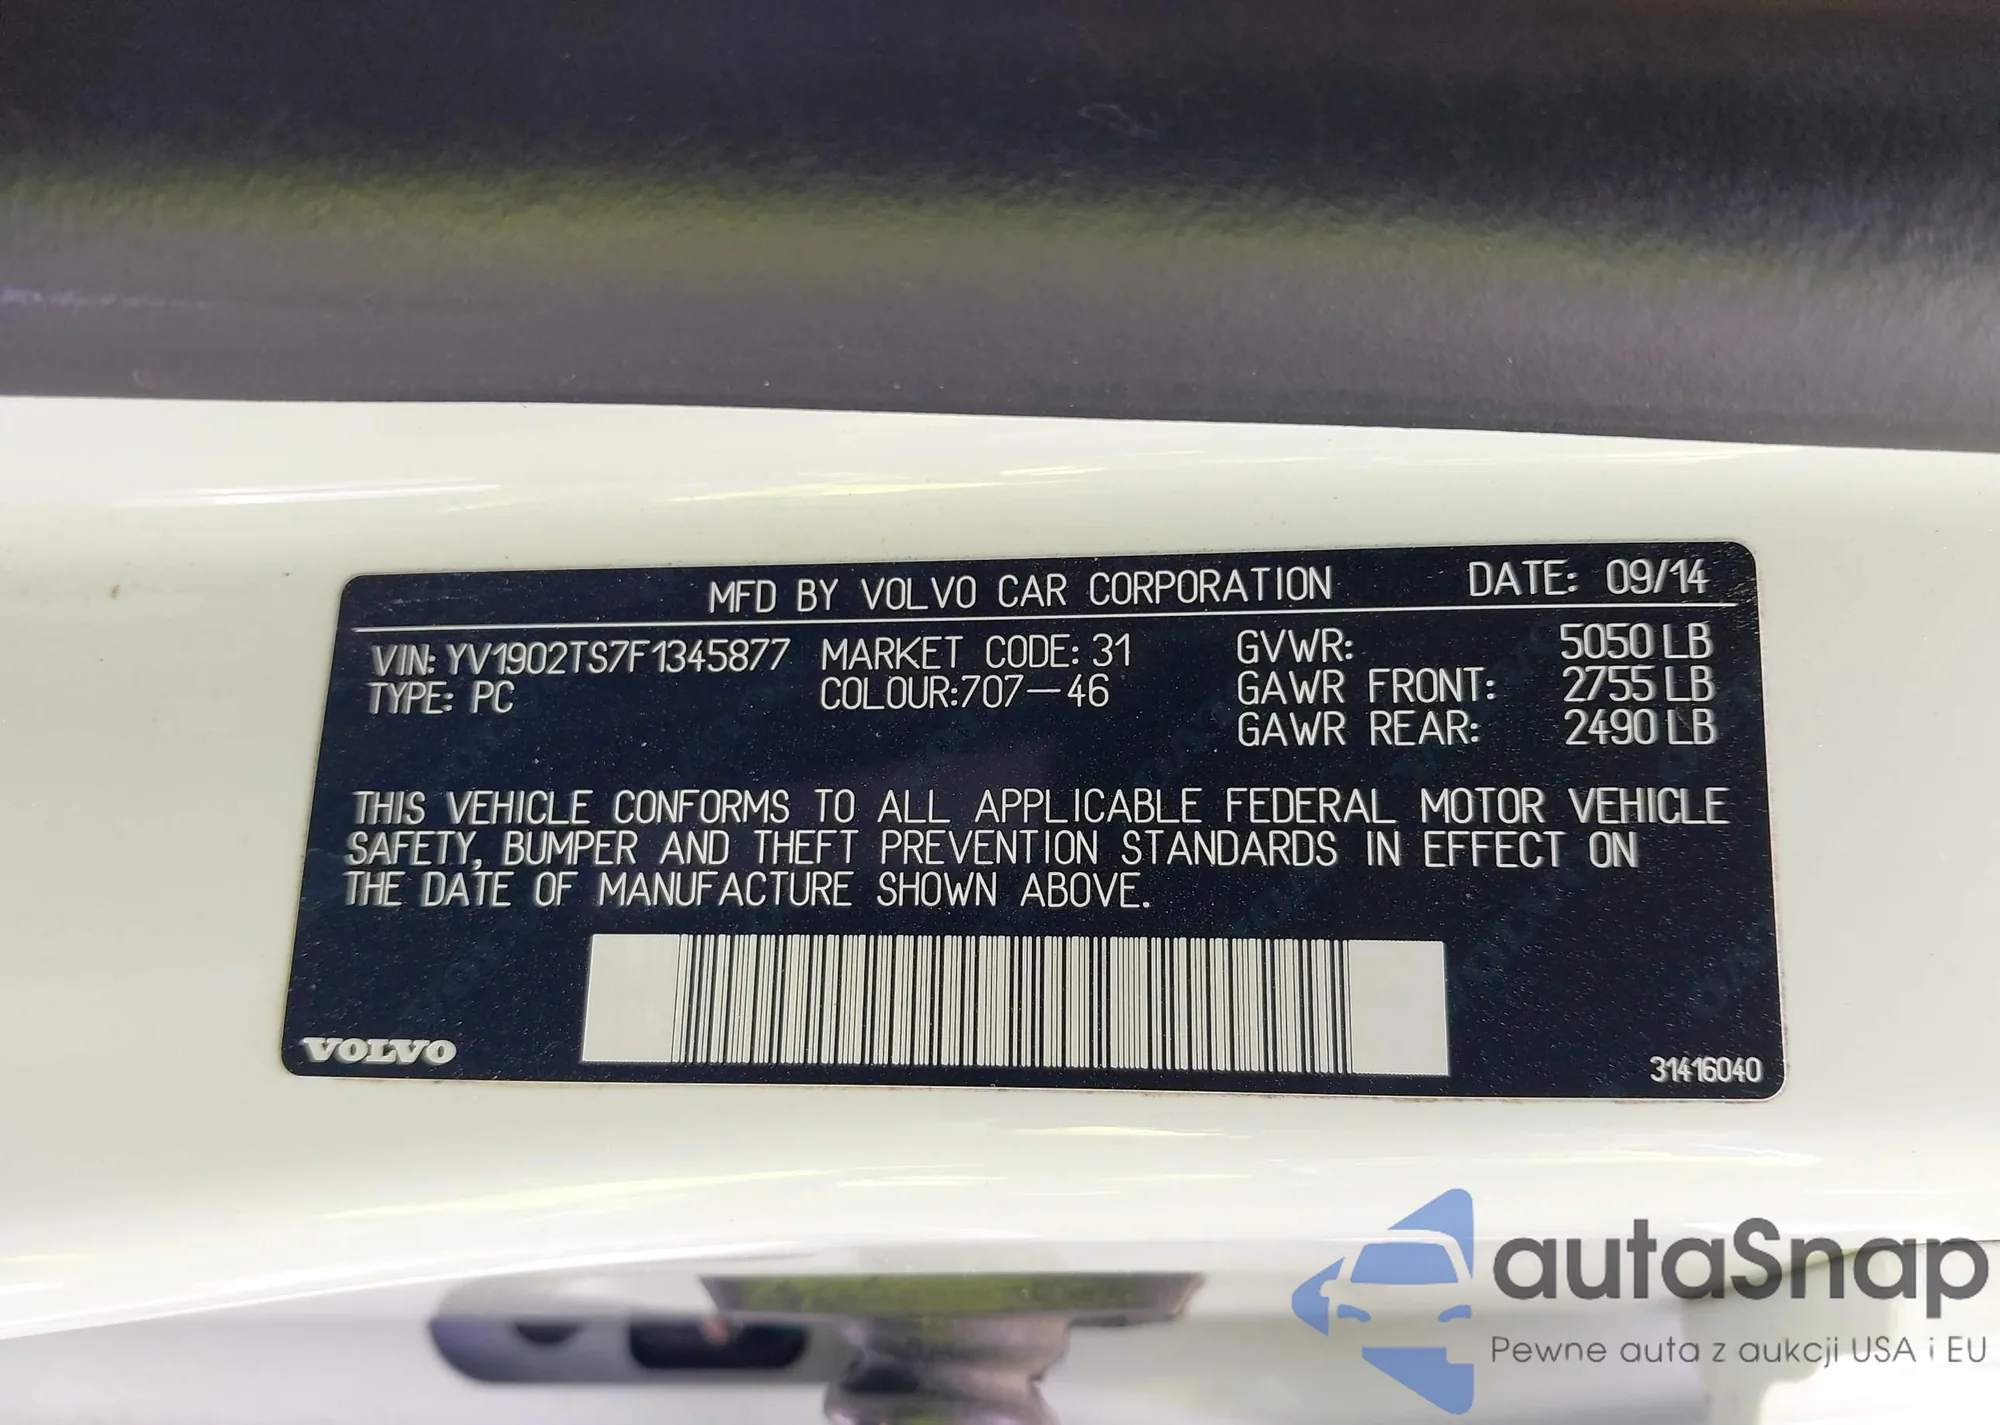 MFD BY VOLVO CAR CORPORATION DATE: 09/14
VIN: YV1902TS7F1345877 MARKET CODE: 31 GVWR: 5050 LB
TYPE: PC COLOUR:707-46 GAWR FRONT: 2755 LB
GAWR REAR: 2490 LB
THIS VEHICLE CONFORMS TO ALL APPLICABLE FEDERAL MOTOR VEHICLE
SAFETY, BUMPER AND THEFT PREVENTION STANDARDS IN EFFECT ON
THE DATE OF MANUFACTURE SHOWN ABOVE.
VOLVO
31416040
autaSnap
Pewne auta z aukcji USA i EU